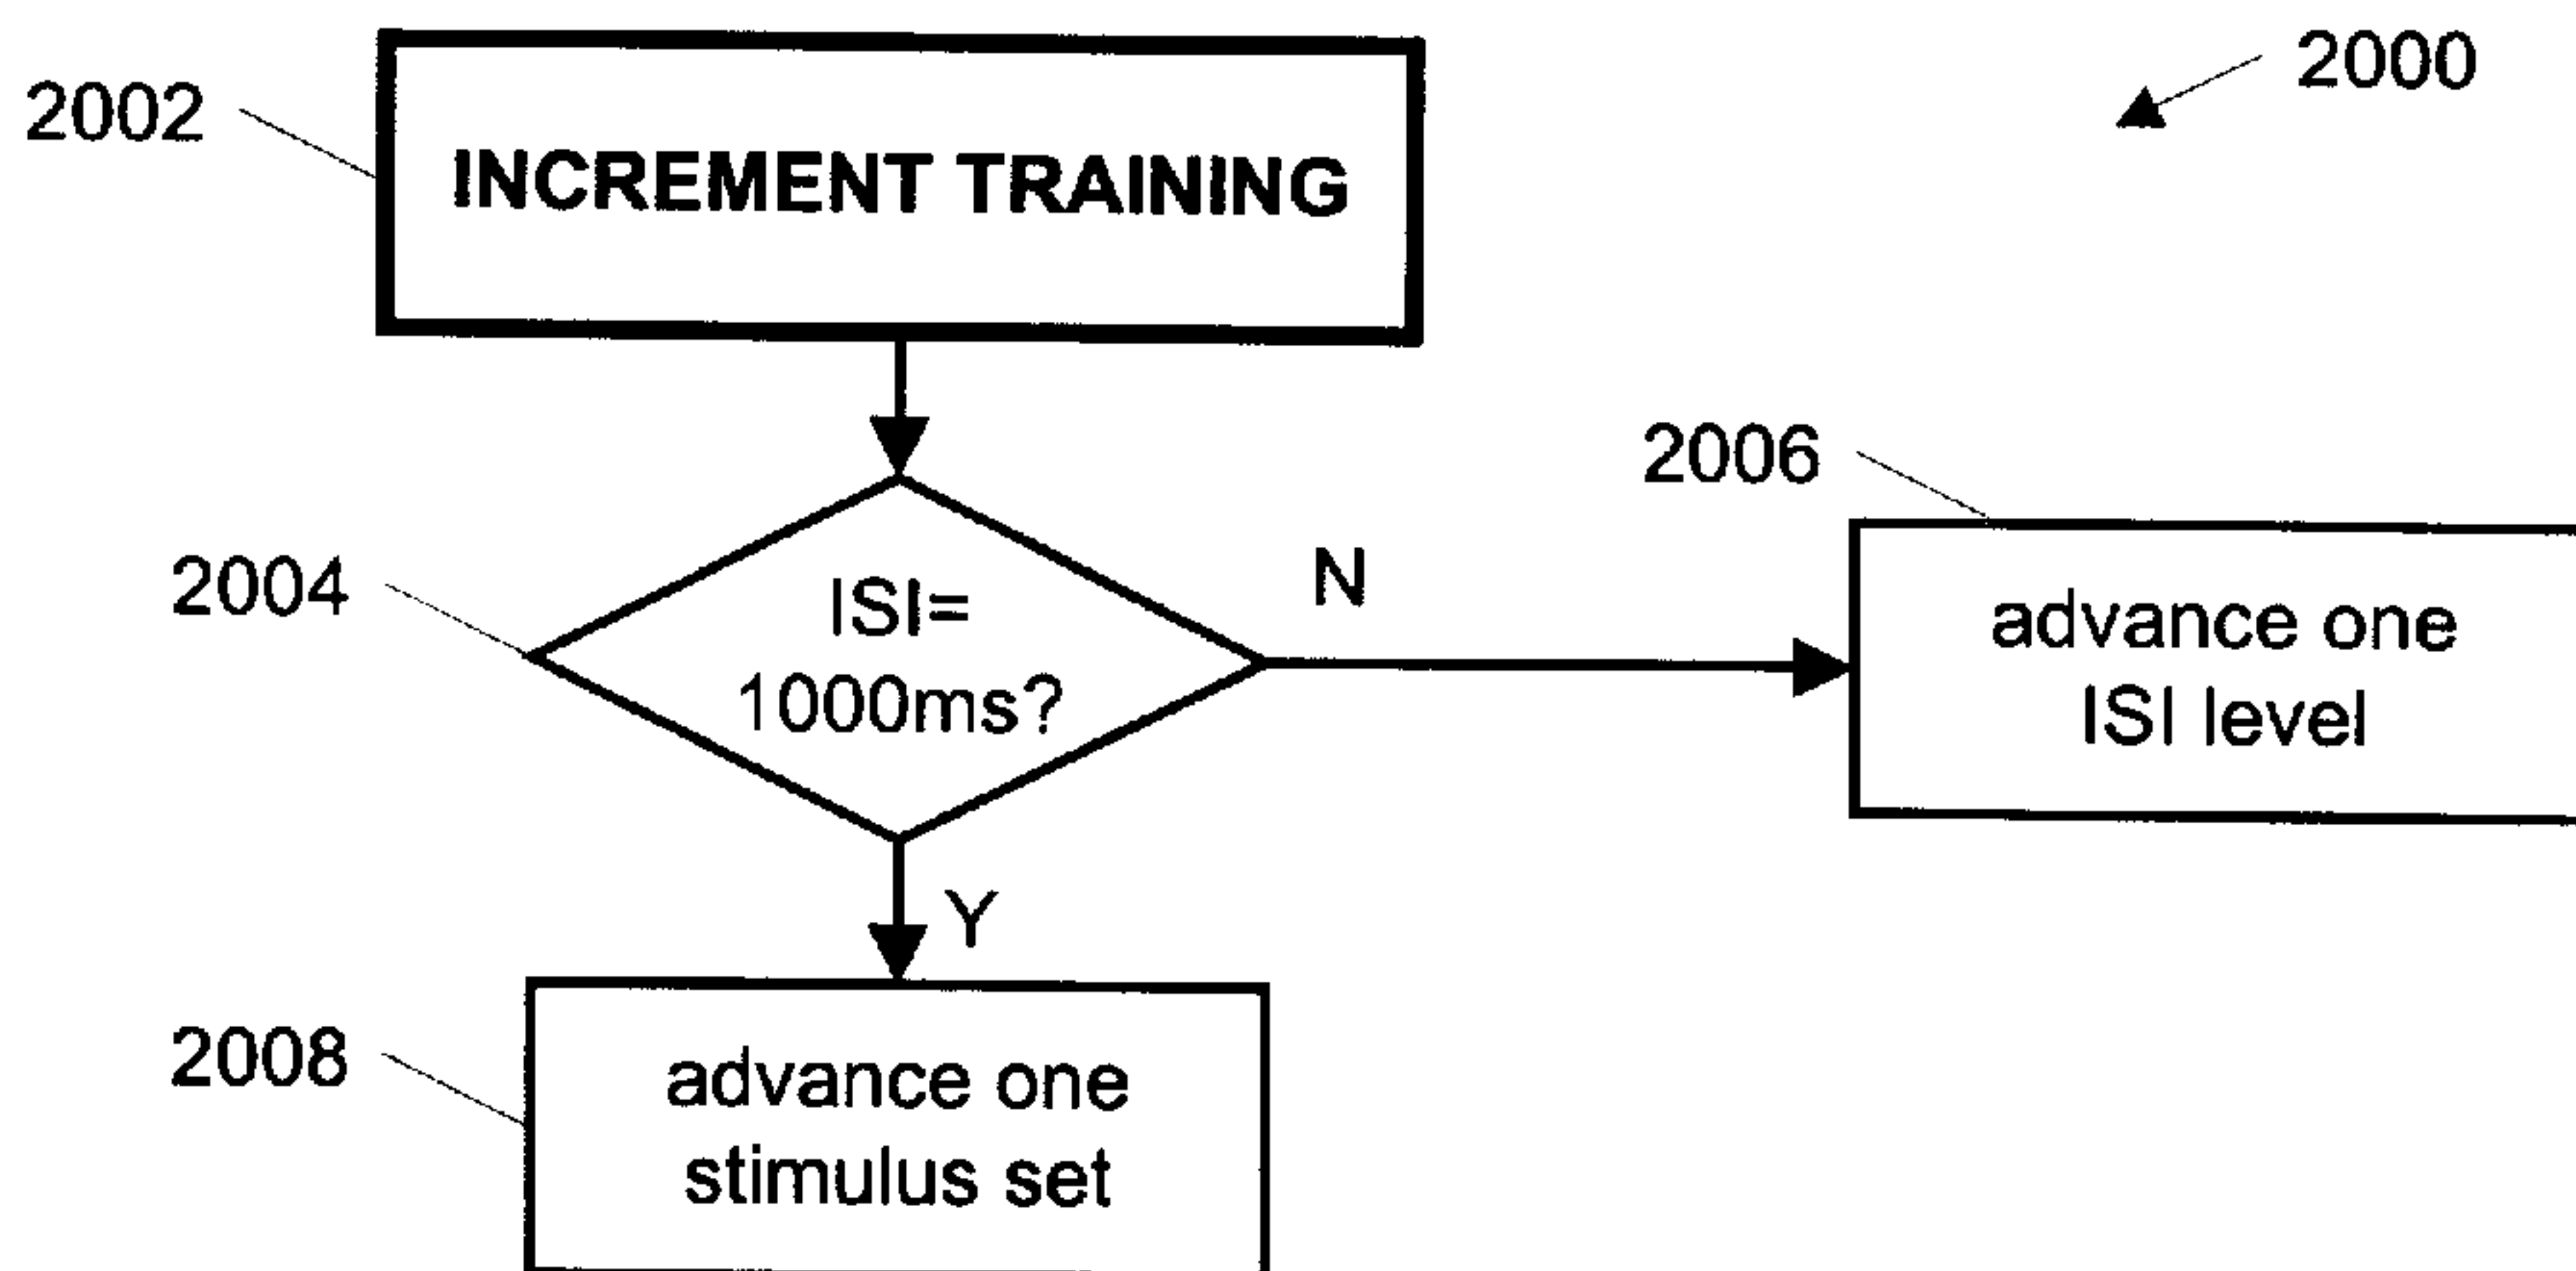 2000
2002
INCREMENT TRAINING
2006
2004
ISI=
1000ms?
N
advance one
ISI level
Y
2008
advance one
stimulus set